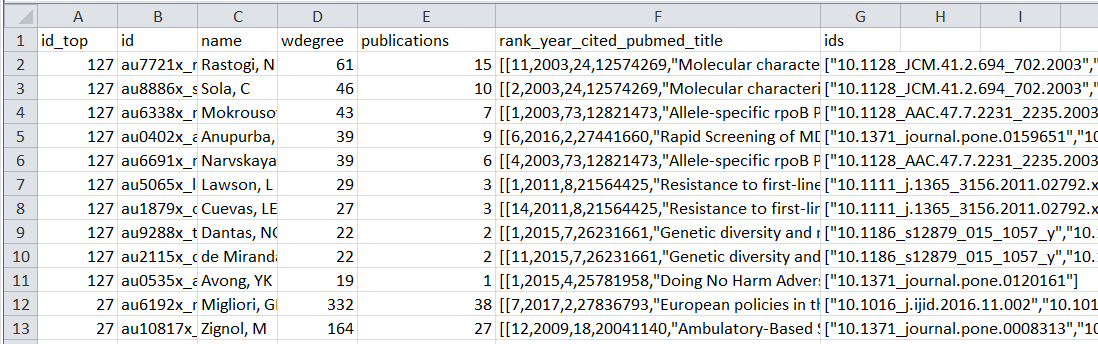 A B C D E F G H I
1 id_top id name wdegree publications rank_year_cited_pubmed_title ids
2 127 au7721x_r Rastogi, N 61 15 [[11,2003,24,12574269,"Molecular characte ["10.1128_JCM.41.2.694_702.2003","
3 127 au8886x_s Sola, C 46 10 [[2,2003,24,12574269,"Molecular characteri ["10.1128_JCM.41.2.694_702.2003","
4 127 au6338x_r Mokrousov 43 7 [[1,2003,73,12821473,"Allele-specific rpoB P ["10.1128_AAC.47.7.2231_2235.2003
5 127 au0402x_a Anupurba, 39 9 [[6,2016,2,27441660,"Rapid Screening of MD ["10.1371_journal.pone.0159651","10
6 127 au6691x_r Narvskaya 39 6 [[4,2003,73,12821473,"Allele-specific rpoB P ["10.1128_AAC.47.7.2231_2235.2003
7 127 au5065x_l Lawson, L 29 3 [[1,2011,8,21564425,"Resistance to first-line ["10.1111_j.1365_3156.2011.02792.x
8 127 au1879x_c Cuevas, LE 27 3 [[14,2011,8,21564425,"Resistance to first-lin ["10.1111_j.1365_3156.2011.02792.x
9 127 au9288x_t Dantas, NC 22 2 [[1,2015,7,26231661,"Genetic diversity and r ["10.1186_s12879_015_1057_y","10.
10 127 au2115x_c de Mirand 22 2 [[11,2015,7,26231661,"Genetic diversity and ["10.1186_s12879_015_1057_y","10.
11 127 au0535x_a Avong, YK 19 1 [[1,2015,4,25781958,"Doing No Harm Advers ["10.1371_journal.pone.0120161"]
12 27 au6192x_r Migliori, G 332 38 [[7,2017,2,27836793,"European policies in th ["10.1016_j.ijid.2016.11.002","10.101
13 27 au10817x_ Zignol, M 164 27 [[12,2009,18,20041140,"Ambulatory-Based S ["10.1371_journal.pone.0008313","10